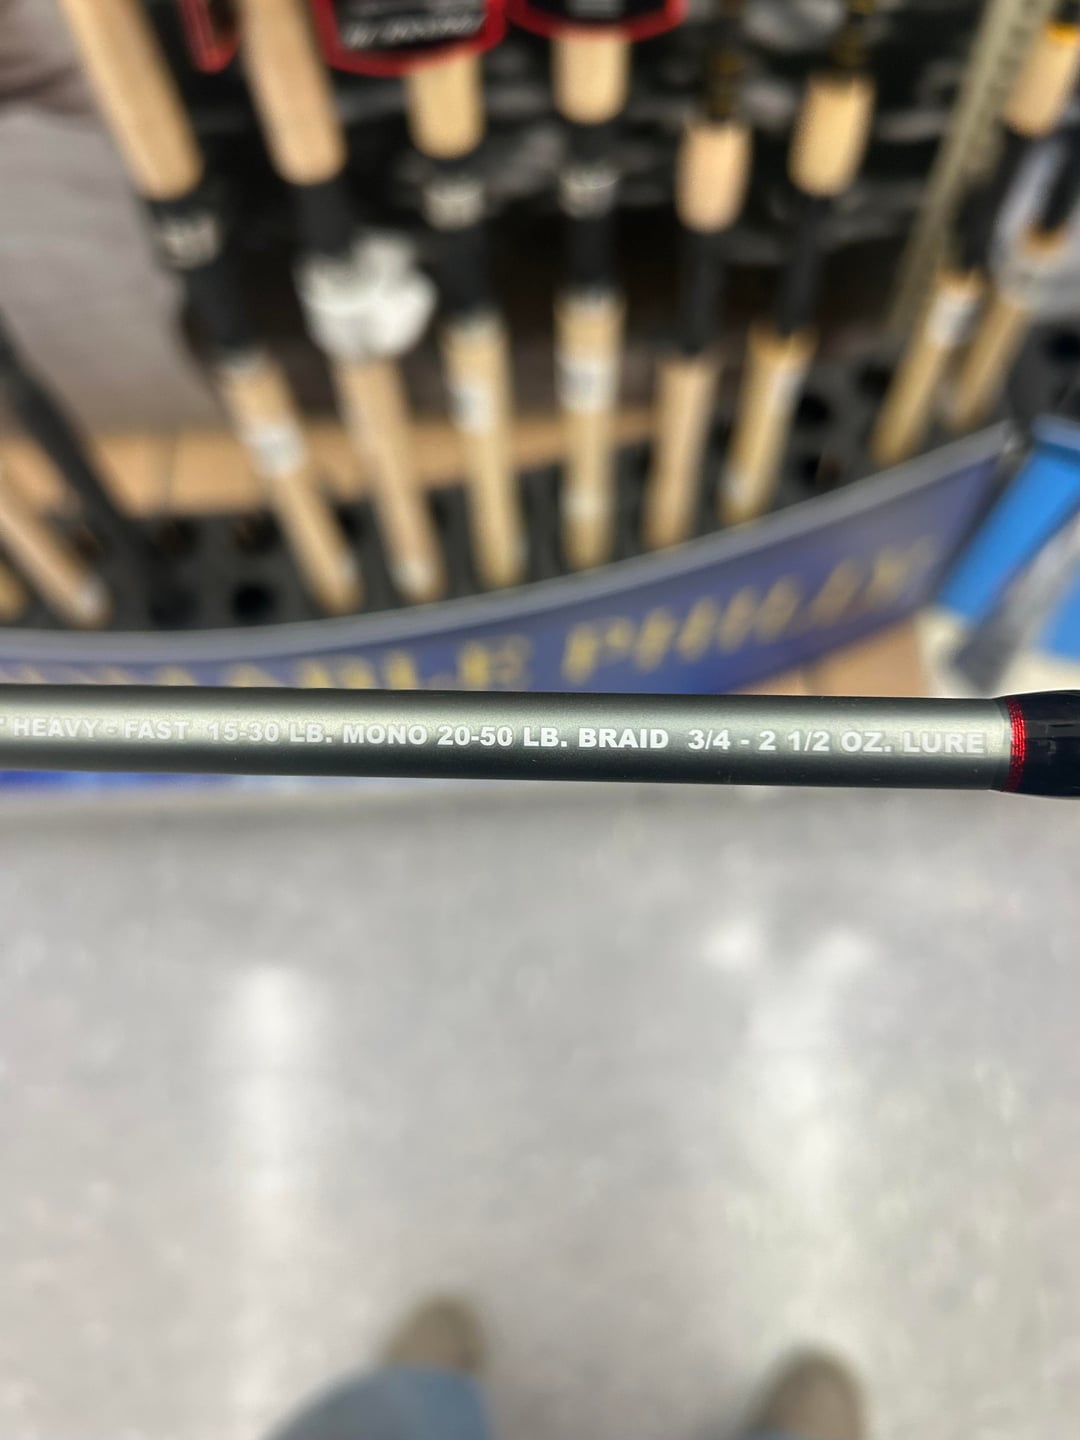 HEAVY - FAST 15-30 LB. MONO 20-50 LB. BRAID 3/4 - 2 1/2 OZ. LURE